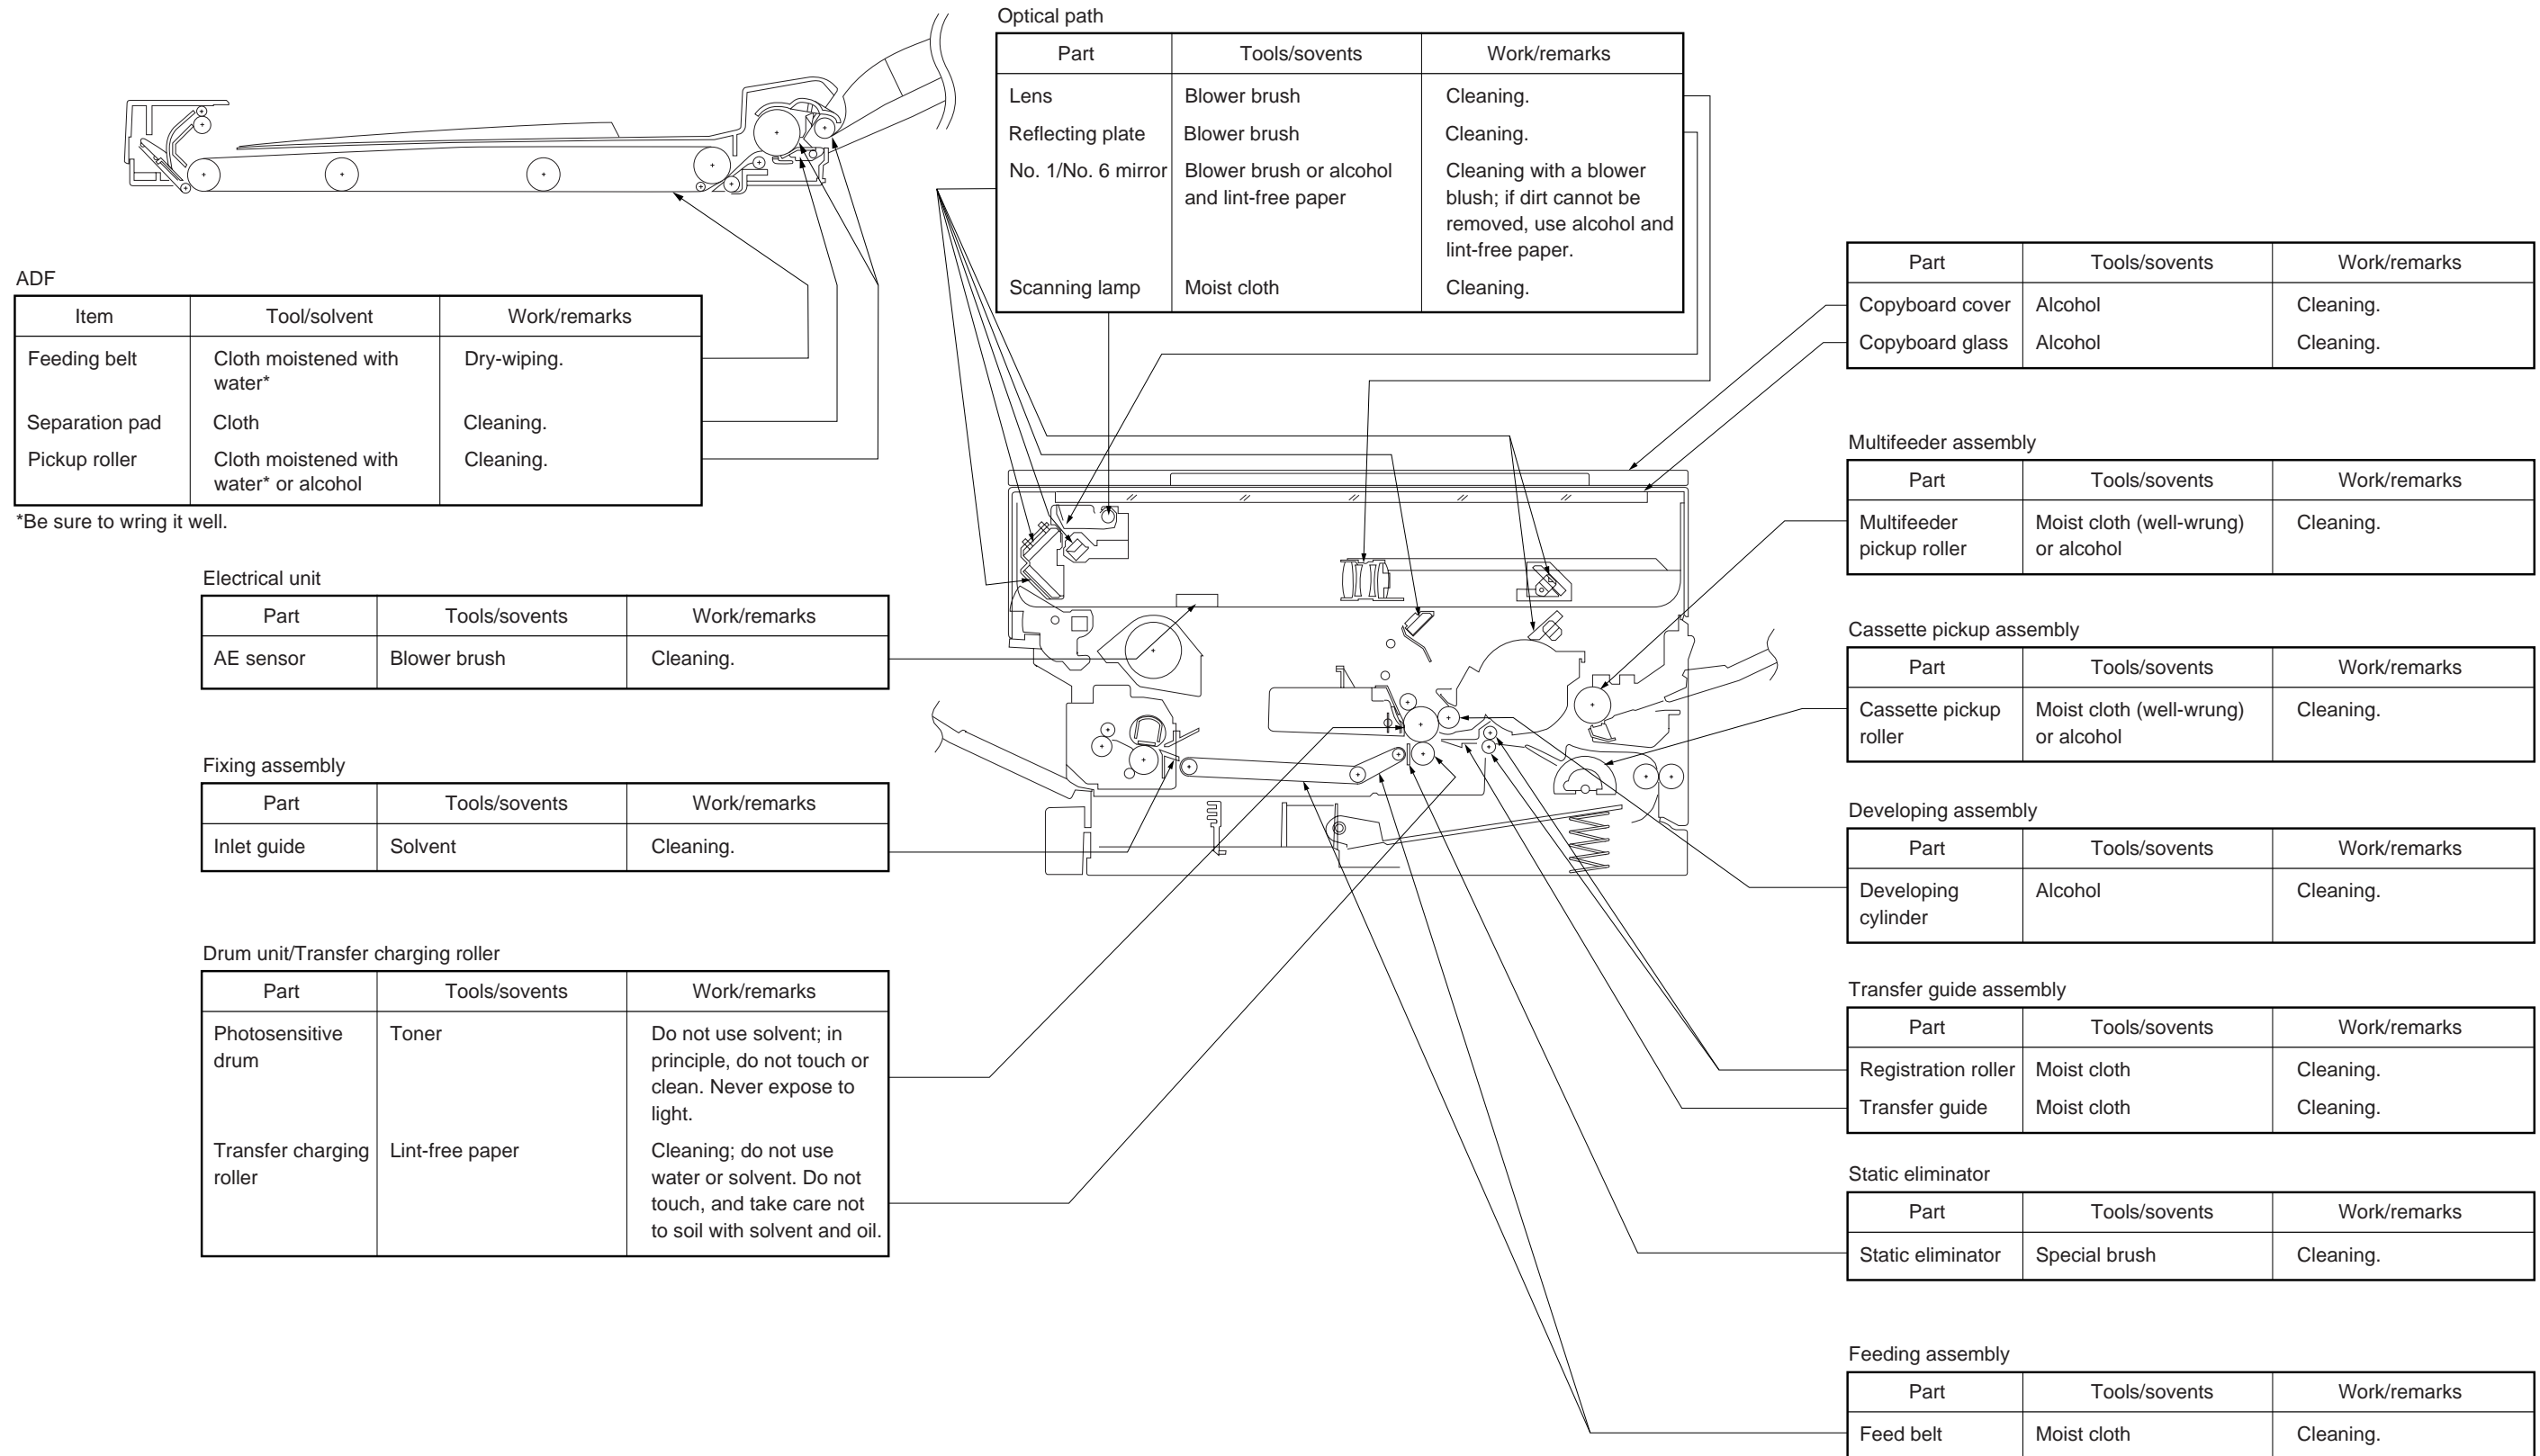 Optical path
Part Tools/sovents Work/remarks
Lens Blower brush Cleaning.
Reflecting plate Blower brush Cleaning.
No. 1/No. 6 mirror Blower brush or alcohol Cleaning with a blower
and lint-free paper blush; if dirt cannot be
removed, use alcohol and
lint-free paper.
Scanning lamp Moist cloth Cleaning.
ADF
Item Tool/solvent Work/remarks
Feeding belt Cloth moistened with Dry-wiping.
water*
Separation pad Cloth Cleaning.
Pickup roller Cloth moistened with Cleaning.
water* or alcohol
*Be sure to wring it well.
Electrical unit
Part Tools/sovents Work/remarks
AE sensor Blower brush Cleaning.
Fixing assembly
Part Tools/sovents Work/remarks
Inlet guide Solvent Cleaning.
Drum unit/Transfer charging roller
Part Tools/sovents Work/remarks
Photosensitive Toner Do not use solvent; in
drum principle, do not touch or
clean. Never expose to
light.
Transfer charging Lint-free paper Cleaning; do not use
roller water or solvent. Do not
touch, and take care not
to soil with solvent and oil.
Part Tools/sovents Work/remarks
Copyboard cover Alcohol Cleaning.
Copyboard glass Alcohol Cleaning.
Multifeeder assembly
Part Tools/sovents Work/remarks
Multifeeder Moist cloth (well-wrung) Cleaning.
pickup roller or alcohol
Cassette pickup assembly
Part Tools/sovents Work/remarks
Cassette pickup Moist cloth (well-wrung) Cleaning.
roller or alcohol
Developing assembly
Part Tools/sovents Work/remarks
Developing Alcohol Cleaning.
cylinder
Transfer guide assembly
Part Tools/sovents Work/remarks
Registration roller Moist cloth Cleaning.
Transfer guide Moist cloth Cleaning.
Static eliminator
Part Tools/sovents Work/remarks
Static eliminator Special brush Cleaning.
Feeding assembly
Part Tools/sovents Work/remarks
Feed belt Moist cloth Cleaning.